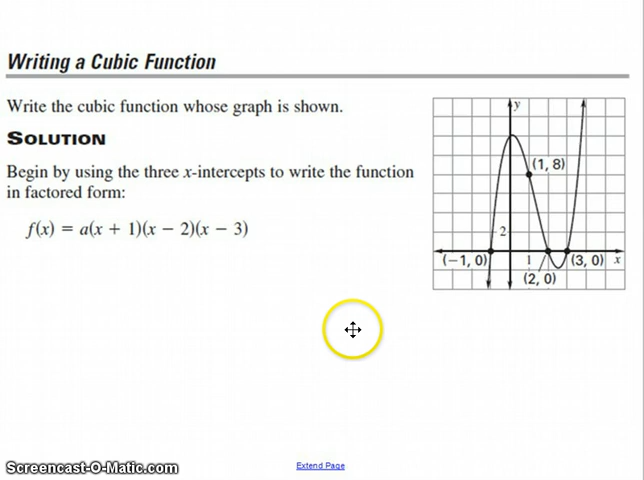 Writing a Cubic Function
Write the cubic function whose graph is shown.
SOLUTION
Begin by using the three x-intercepts to write the function
in factored form:
f(x) = a(x + 1)(x − 2)(x − 3)
y
(1, 8)
2
(−1, 0)
1
(3, 0)
x
(2, 0)
Extend Page
Screencast-O-Matic.com